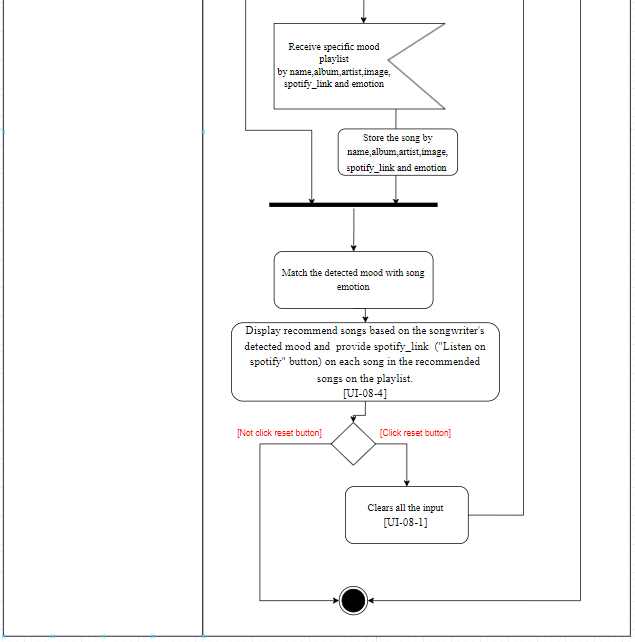 Receive specific mood
playlist
by name,album,artist,image,
spotify_link and emotion
Store the song by
name,album,artist,image,
spotify_link and emotion
Match the detected mood with song
emotion
Display recommend songs based on the songwriter's
detected mood and provide spotify_link ("Listen on
spotify" button) on each song in the recommended
songs on the playlist.
[UI-08-4]
[Not click reset button]
[Click reset button]
Clears all the input
[UI-08-1]